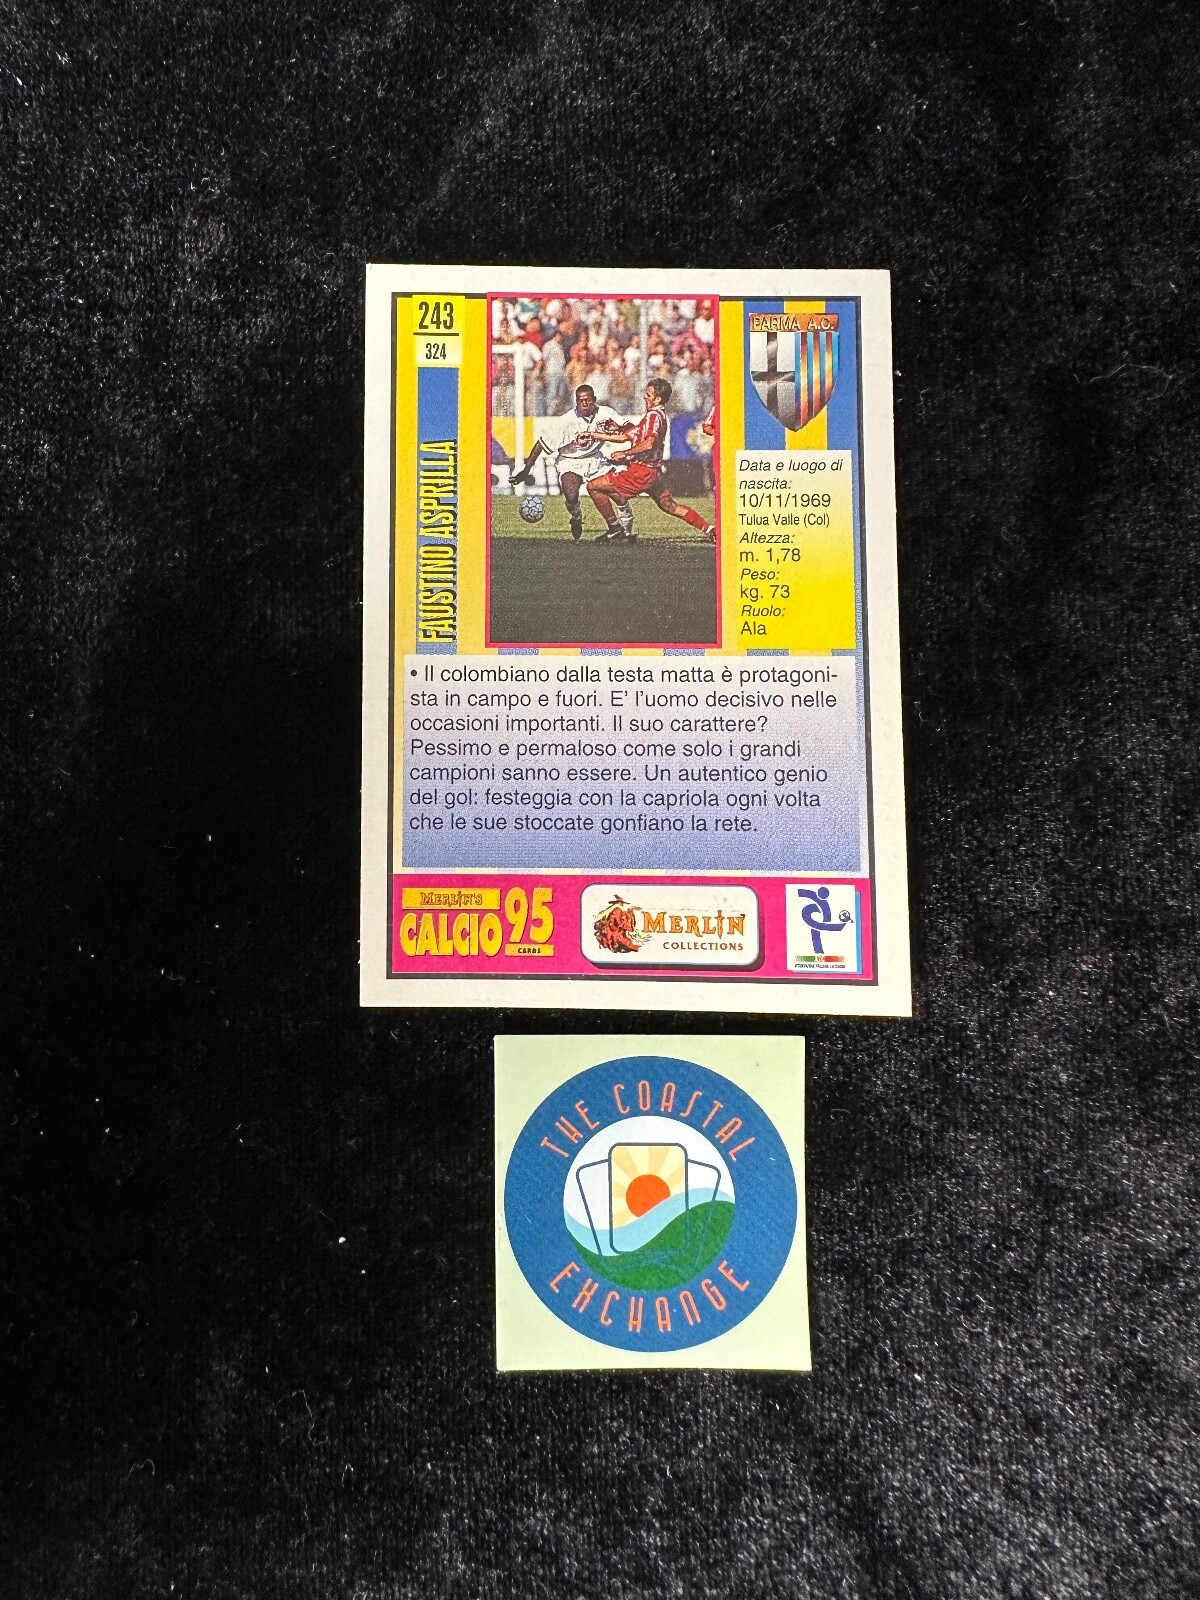 243
324
FAUSTINO ASPRILLA
PARMA A.C.
Data e luogo di
nascita:
10/11/1969
Tulua Valle (Col)
Altezza:
m. 1,78
Peso:
kg. 73
Ruolo:
Ala
• Il colombiano dalla testa matta è protagoni-
sta in campo e fuori. E' l'uomo decisivo nelle
occasioni importanti. Il suo carattere?
Pessimo e permaloso come solo i grandi
campioni sanno essere. Un autentico genio
del gol: festeggia con la capriola ogni volta
che le sue stoccate gonfiano la rete.
MERLIN'S
CALCIO 95
CARDS
MERLIN
COLLECTIONS
THE COASTAL
EXCHANGE